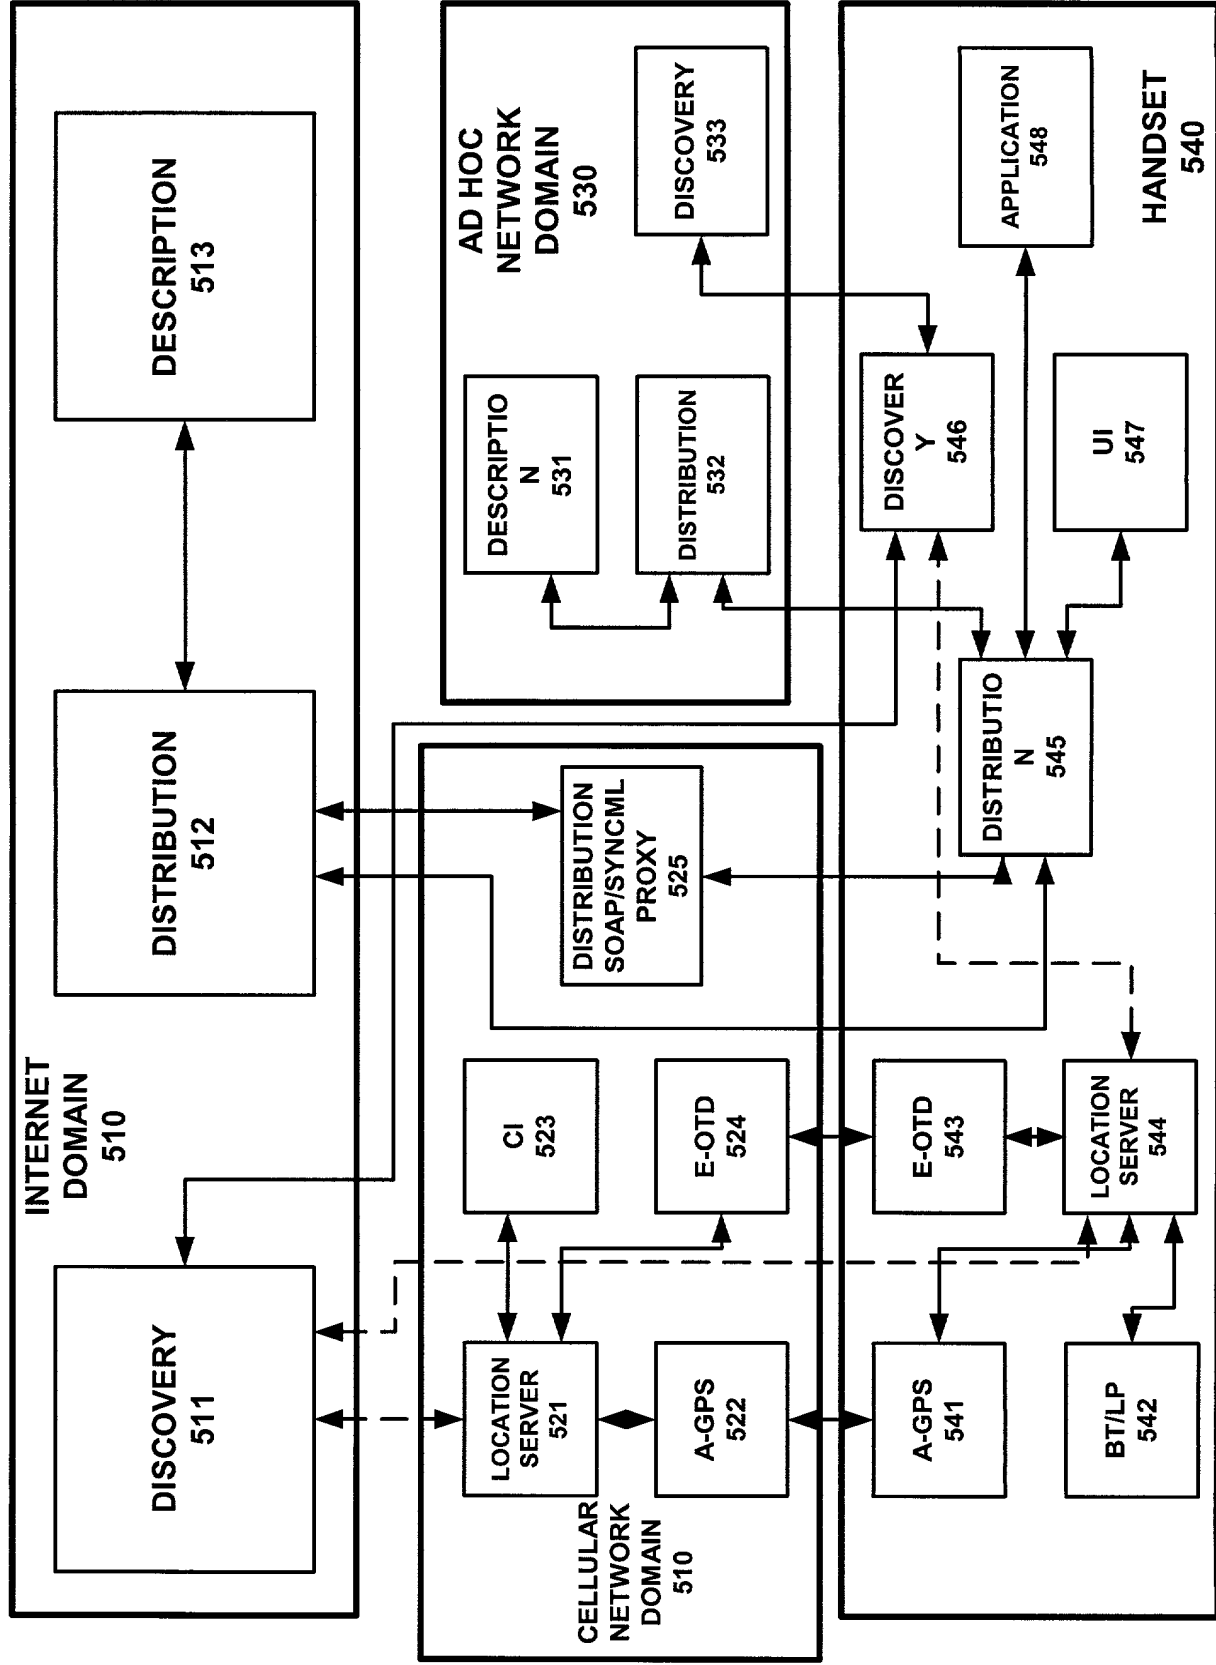 INTERNET
DOMAIN
510
DISCOVERY
511
DISTRIBUTION
512
DESCRIPTION
513
CELLULAR
NETWORK
DOMAIN
510
LOCATION
SERVER
521
A-GPS
522
CI
523
E-OTD
524
DISTRIBUTION
SOAP/SYNCML
PROXY
525
AD HOC
NETWORK
DOMAIN
530
DESCRIPTIO
N
531
DISTRIBUTION
532
DISCOVERY
533
A-GPS
541
BT/LP
542
E-OTD
543
LOCATION
SERVER
544
DISTRIBUTIO
N
545
DISCOVER
Y
546
UI
547
APPLICATION
548
HANDSET
540